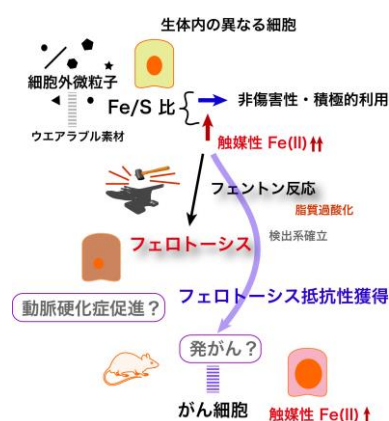 生体内の異なる細胞
細胞外微粒子
Fe/S 比
非傷害性・積極的利用
ウエアラブル素材
触媒性 Fe(II)
フェントン反応
脂質過酸化
フェロトーシス
検出系確立
動脈硬化症促進?
フェロトーシス抵抗性獲得
発がん?
がん細胞
触媒性 Fe(II)